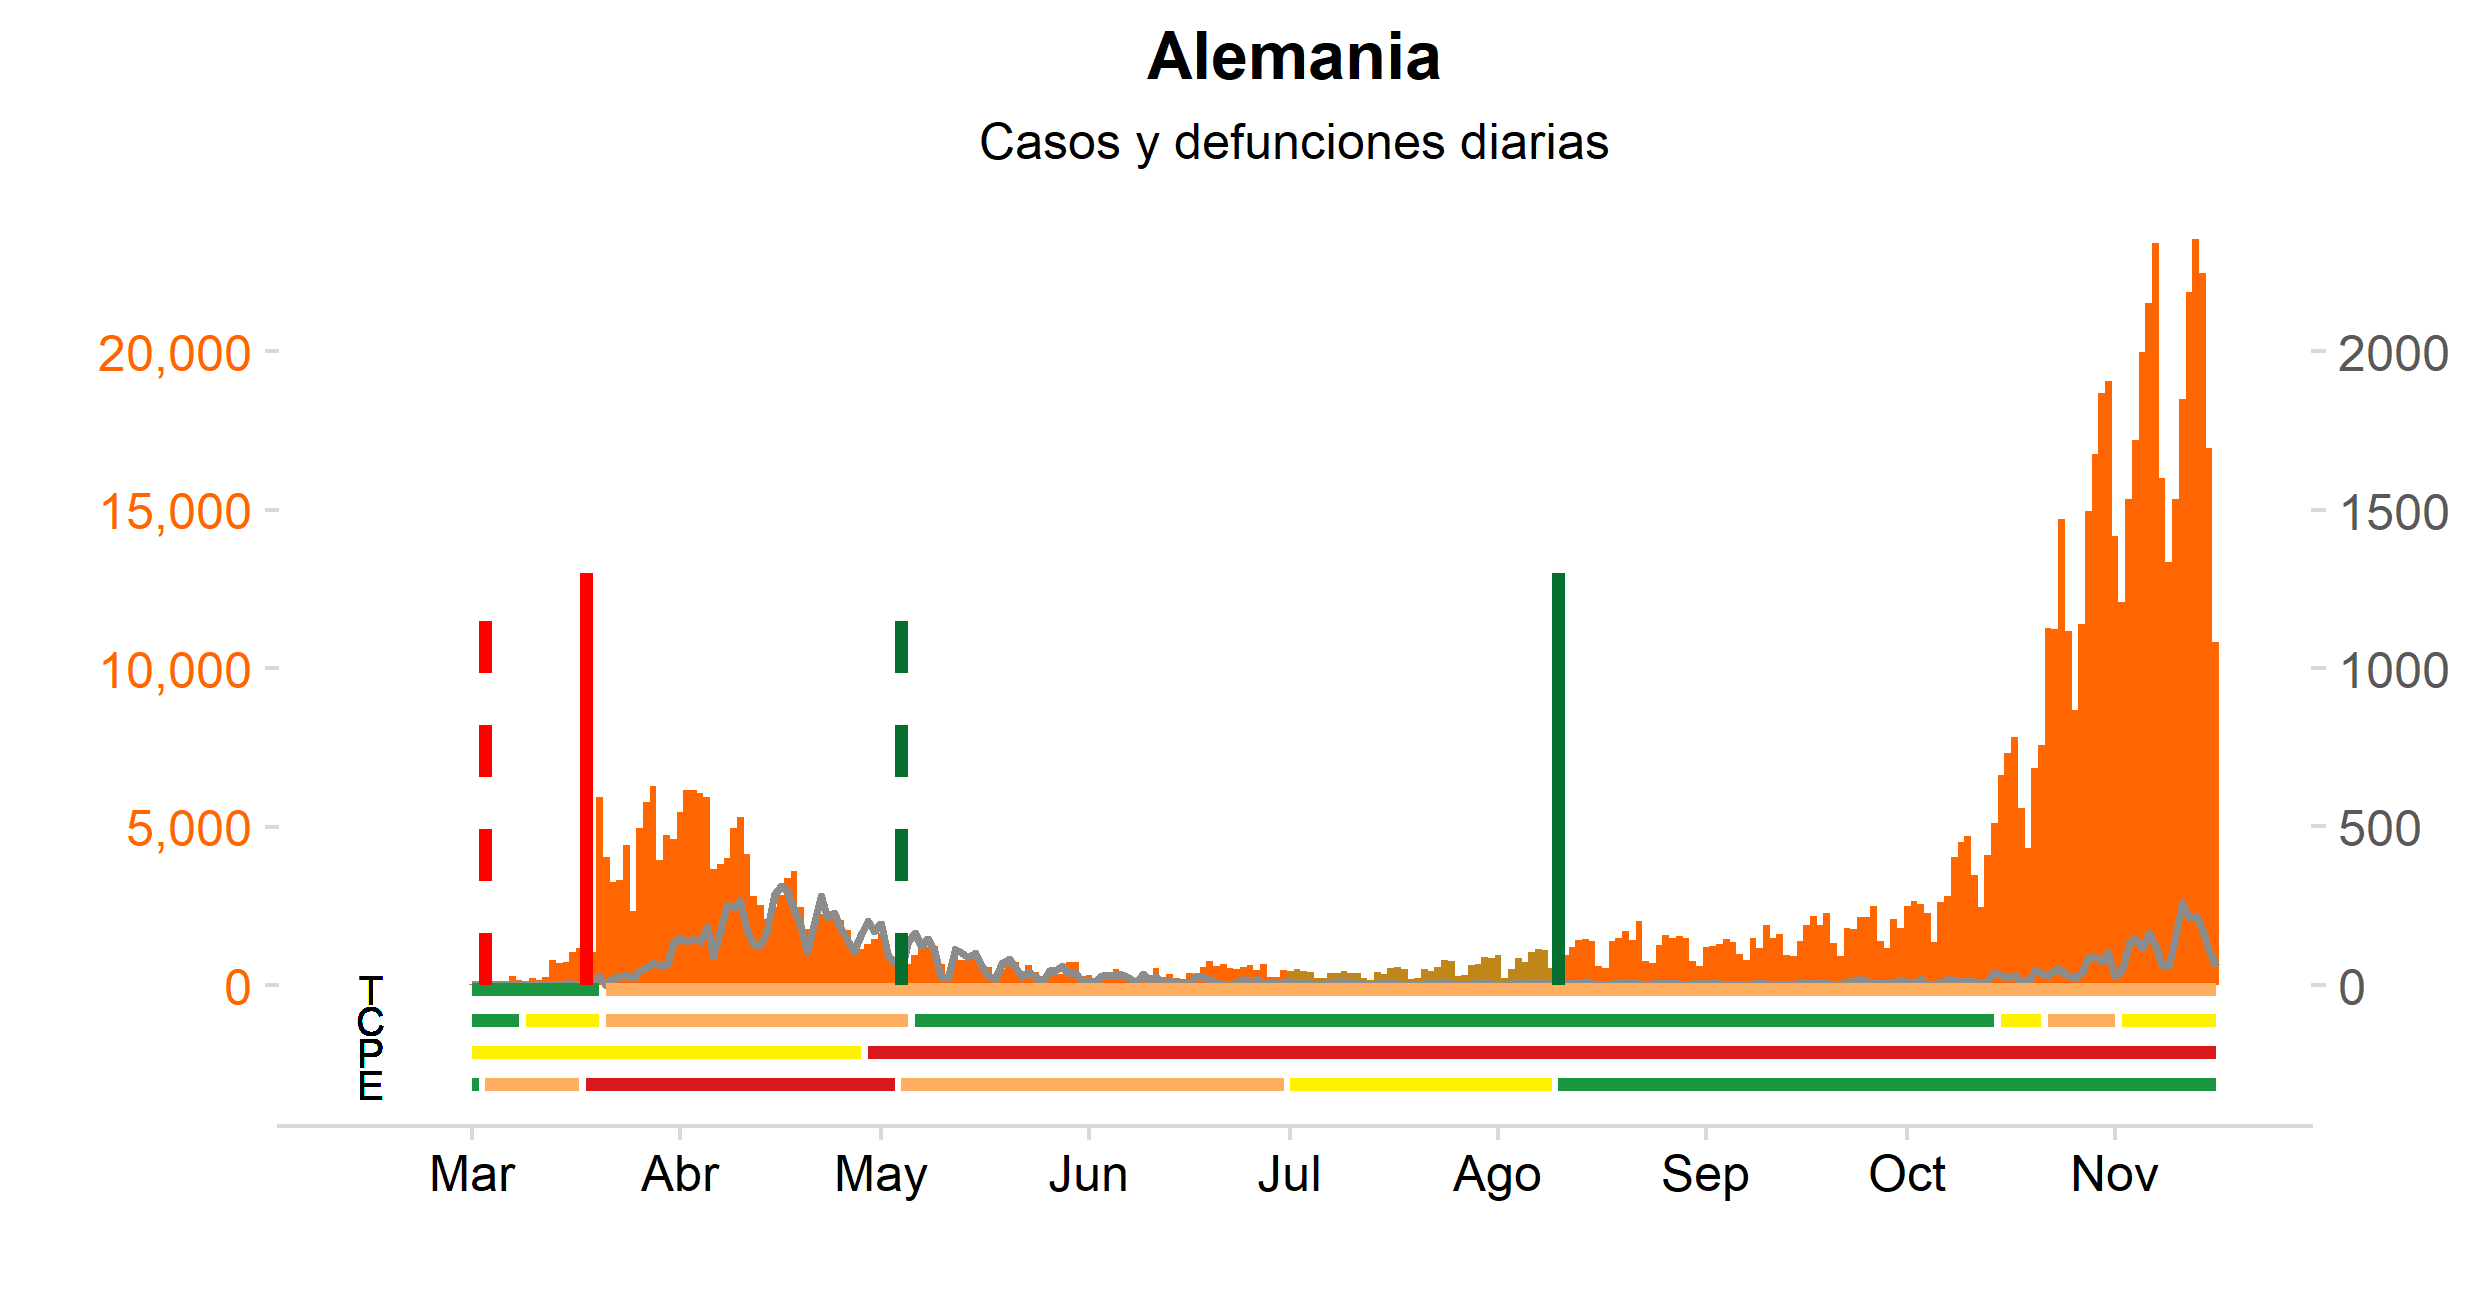 Alemania
Casos y defunciones diarias
20,000
15,000
10,000
5,000
0
2000
1500
1000
500
0
T
C
P
E
Mar Abr May Jun Jul Ago Sep Oct Nov